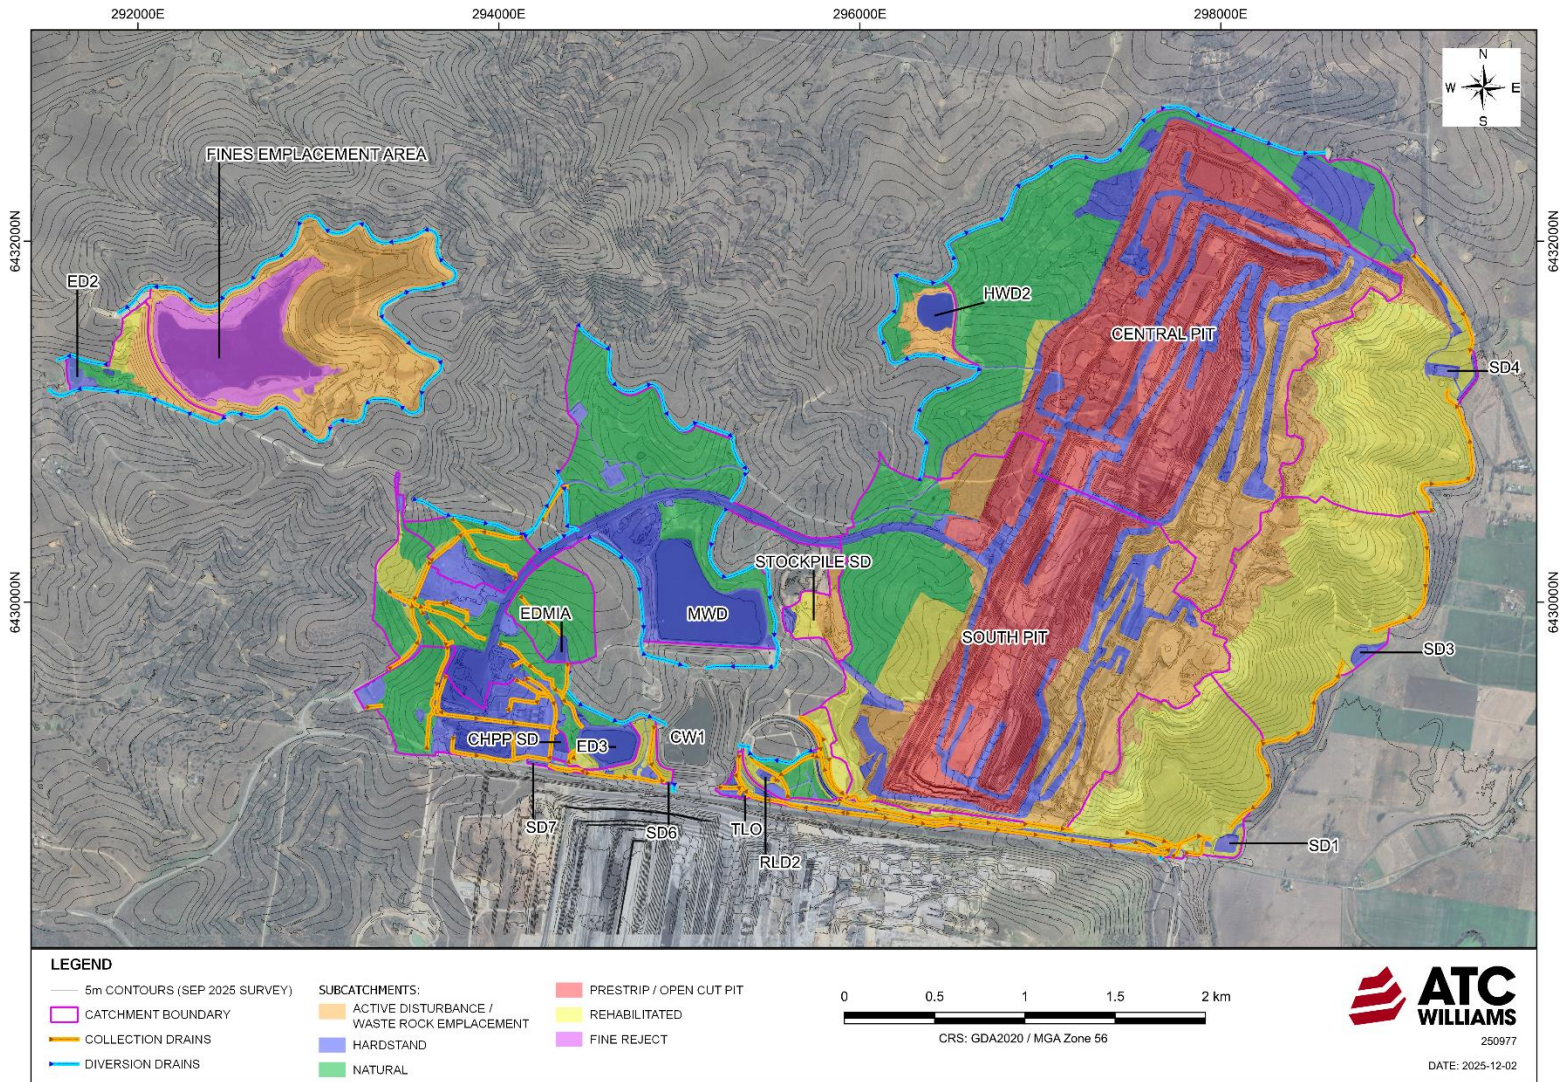 292000E 294000E 296000E 298000E
N
W E
S
FINES EMPLACEMENT AREA
6432000N 6432000N
ED2
HWD2
CENTRAL PIT
SD4
STOCKPILE SD
6430000N 6430000N
EDMIA
MWD
SOUTH PIT
SD3
CHPP SD
ED3
CW1
SD7
SD6
TLO
RLD2
SD1
LEGEND
5m CONTOURS (SEP 2025 SURVEY)
CATCHMENT BOUNDARY
COLLECTION DRAINS
DIVERSION DRAINS
SUBCATCHMENTS:
ACTIVE DISTURBANCE /
WASTE ROCK EMPLACEMENT
HARDSTAND
NATURAL
PRESTRIP / OPEN CUT PIT
REHABILITATED
FINE REJECT
0 0.5 1 1.5 2 km
CRS: GDA2020 / MGA Zone 56
ATC
WILLIAMS
250977
DATE: 2025-12-02